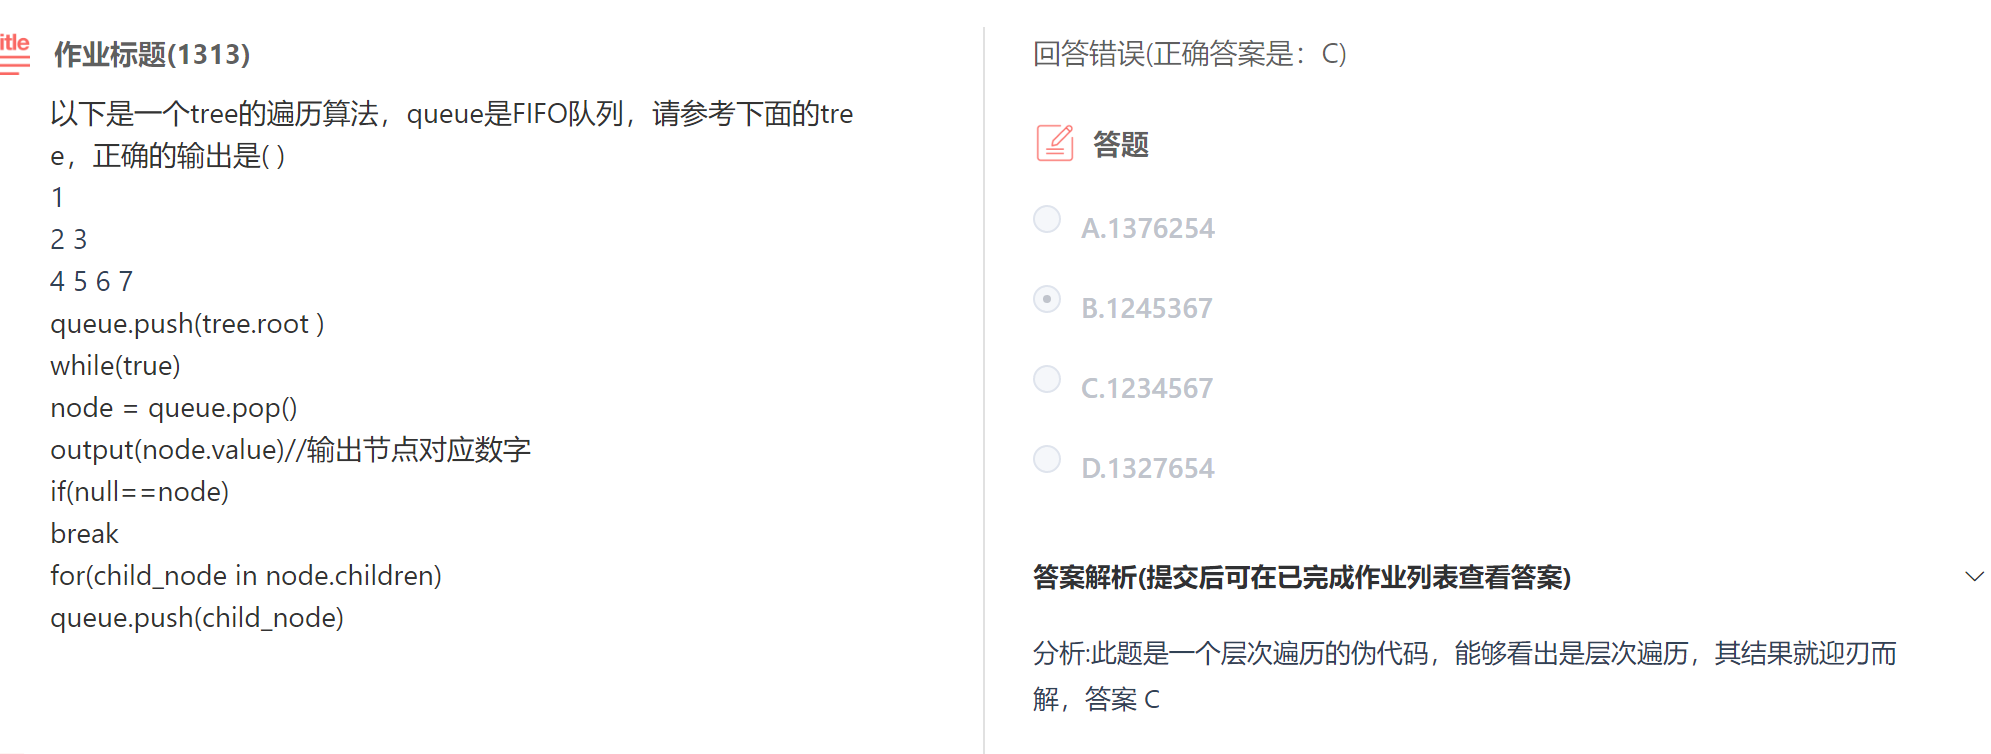 itle
作业标题(1313)
以下是一个tree的遍历算法，queue是FIFO队列，请参考下面的tre
e，正确的输出是( )
1
2 3
4 5 6 7
queue.push(tree.root )
while(true)
node = queue.pop()
output(node.value)//输出节点对应数字
if(null==node)
break
for(child_node in node.children)
queue.push(child_node)
回答错误(正确答案是：C)
答题
A.1376254
B.1245367
C.1234567
D.1327654
答案解析(提交后可在已完成作业列表查看答案)
分析:此题是一个层次遍历的伪代码，能够看出是层次遍历，其结果就迎刃而
解，答案 C